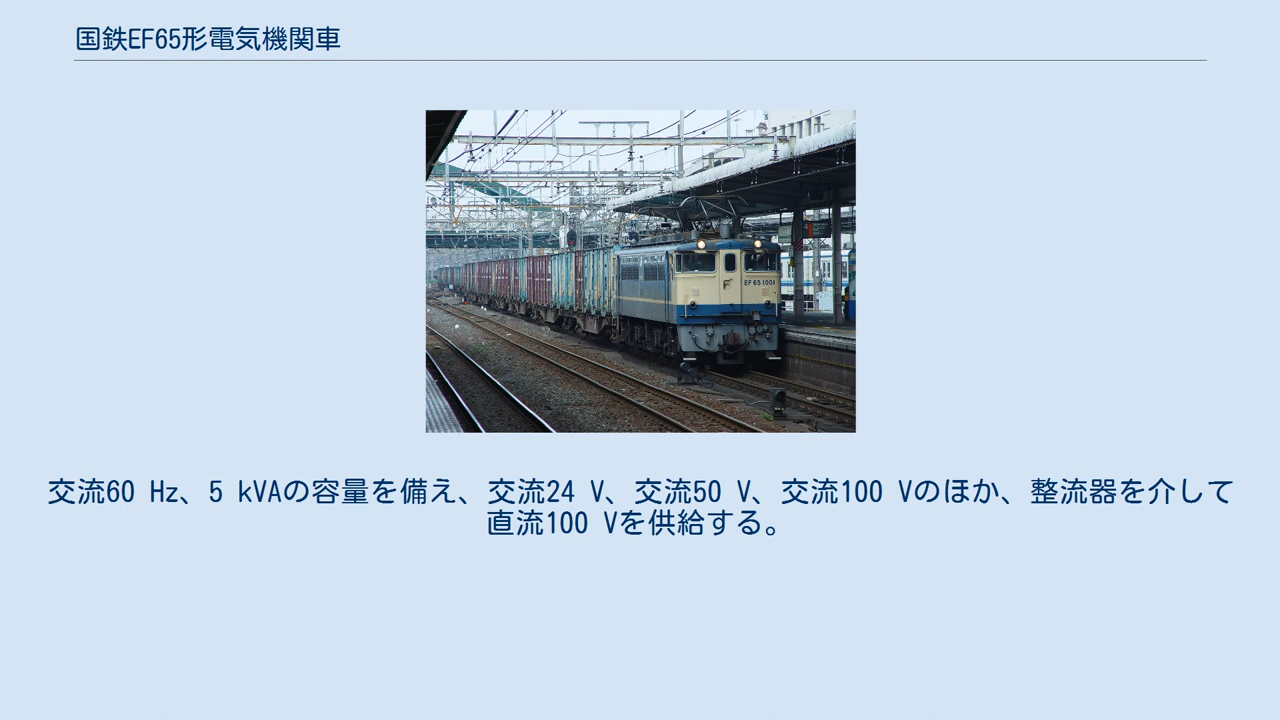 国鉄EF65形電気機関車
EF65 1001
交流60 Hz、5 kVAの容量を備え、交流24 V、交流50 V、交流100 Vのほか、整流器を介して
直流100 Vを供給する。